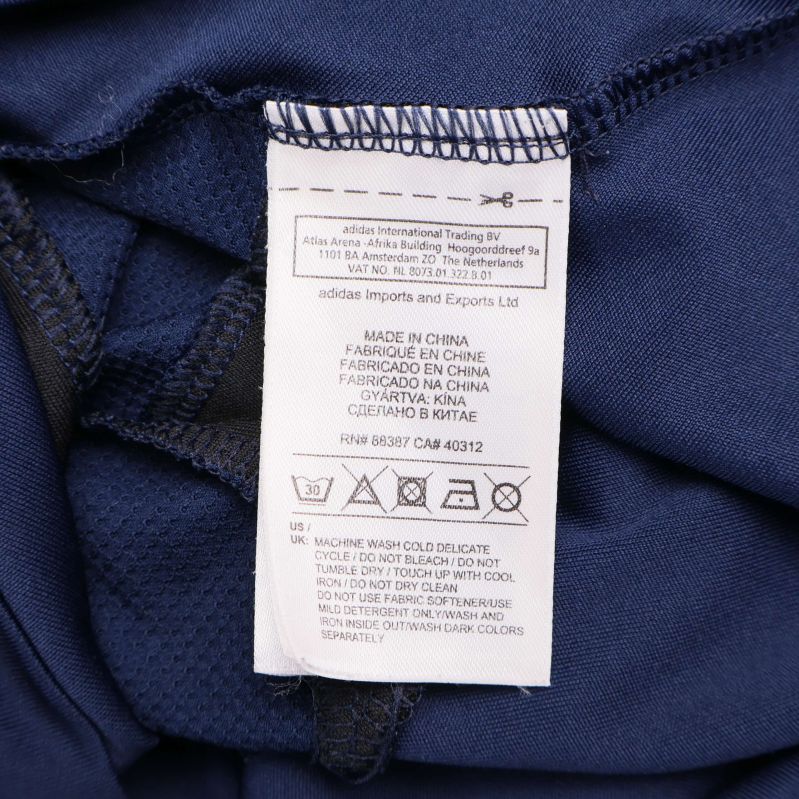 adidas International Trading BV
Atlas Arena -Afrika Building Hoogoorddreef 9a
1101 BA Amsterdam ZO The Netherlands
VAT NO. NL 8073.01.322.B.01
adidas Imports and Exports Ltd
MADE IN CHINA
FABRIQUÉ EN CHINE
FABRICADO EN CHINA
FABRICADO NA CHINA
GYÁRTVA: KÍNA
СДЕЛАНО В КИТАЕ
RN# 88387 CA# 40312
30
US /
UK: MACHINE WASH COLD DELICATE
CYCLE / DO NOT BLEACH / DO NOT
TUMBLE DRY / TOUCH UP WITH COOL
IRON / DO NOT DRY CLEAN
DO NOT USE FABRIC SOFTENER/USE
MILD DETERGENT ONLY/WASH AND
IRON INSIDE OUT/WASH DARK COLORS
SEPARATELY